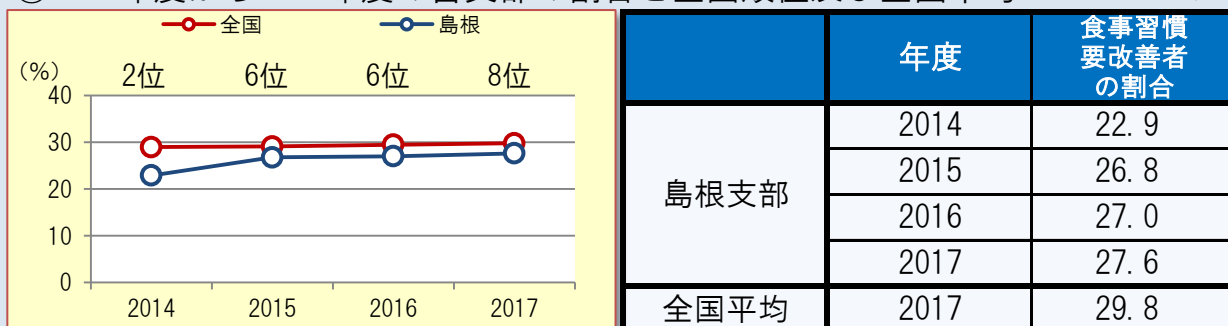 全国 島根
(%) 2位 6位 6位 8位
40
30
20
10
0
2014 2015 2016 2017
年度 食事習慣
要改善者
の割合
島根支部
2014 22.9
2015 26.8
2016 27.0
2017 27.6
全国平均 2017 29.8